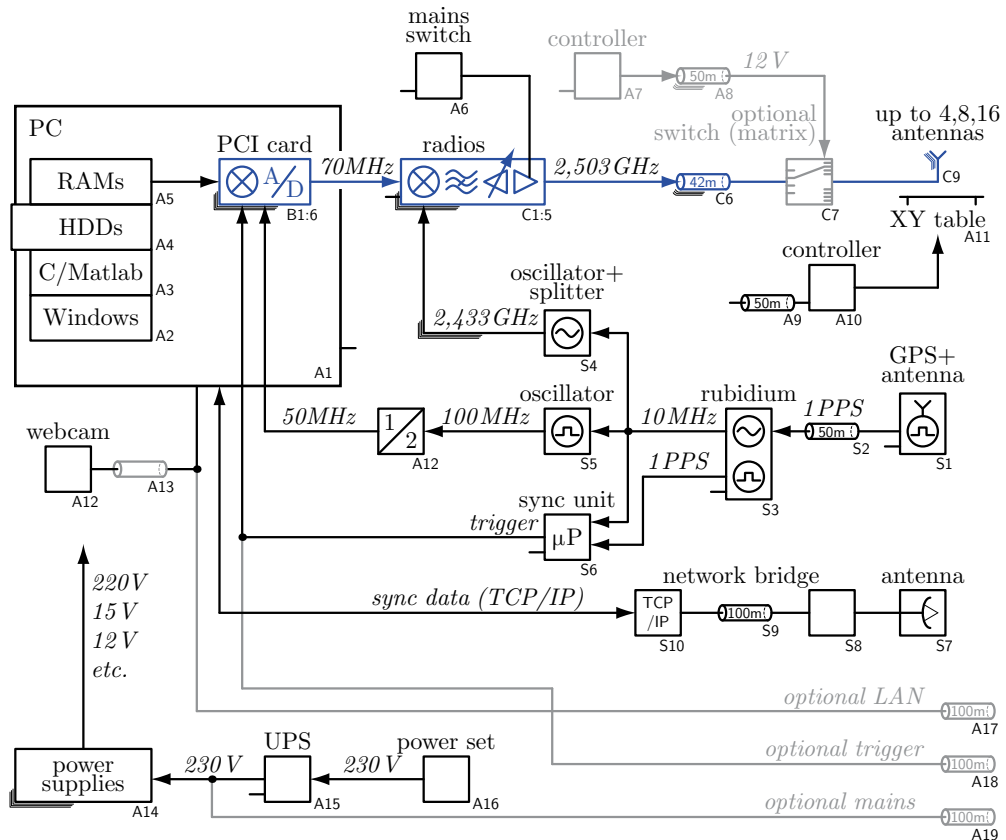 mains
switch
A6
controller
A7
50m
A8
12 V
optional
switch (matrix)
C7
up to 4,8,16
antennas
C9
XY table
A11
PC
RAMs
A5
HDDs
A4
C/Matlab
A3
Windows
A2
A1
PCI card
A/D
B1:6
70MHz
radios
C1:5
2,503 GHz
42m
C6
controller
50m
A9
A10
oscillator+
splitter
2,433 GHz
S4
50MHz
1/2
A12
100 MHz
oscillator
S5
10 MHz
rubidium
S3
1PPS
50m
S2
GPS+
antenna
S1
1PPS
webcam
A12
A13
trigger
sync unit
µP
S6
220 V
15 V
12 V
etc.
sync data (TCP/IP)
TCP
/IP
S10
network bridge
100m
S9
S8
antenna
S7
optional LAN
100m
A17
optional trigger
100m
A18
optional mains
100m
A19
power
supplies
A14
230 V
UPS
A15
230 V
power set
A16